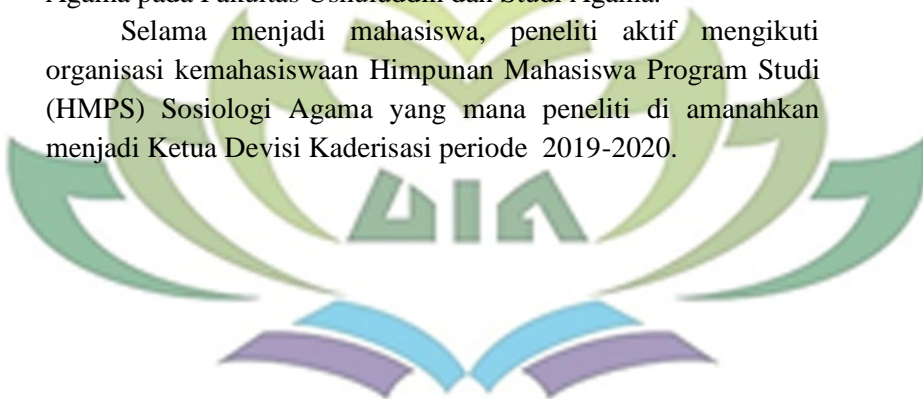 Agama pada Fakultas Ushuluddin dan Studi Agama.
Selama menjadi mahasiswa, peneliti aktif mengikuti
organisasi kemahasiswaan Himpunan Mahasiswa Program Studi
(HMPS) Sosiologi Agama yang mana peneliti di amanahkan
menjadi Ketua Devisi Kaderisasi periode 2019-2020.
UIN